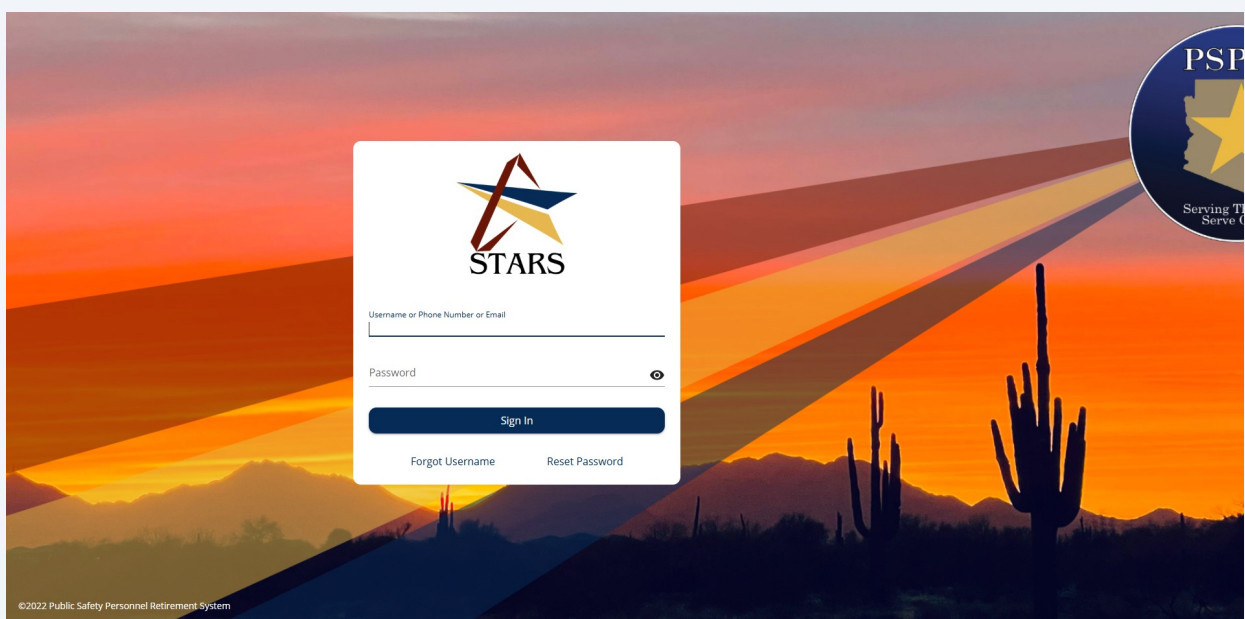 PSP
Serving Th
Serve
STARS
Username or Phone Number or Email
Password
Sign In
Forgot Username
Reset Password
©2022 Public Safety Personnel Retirement System